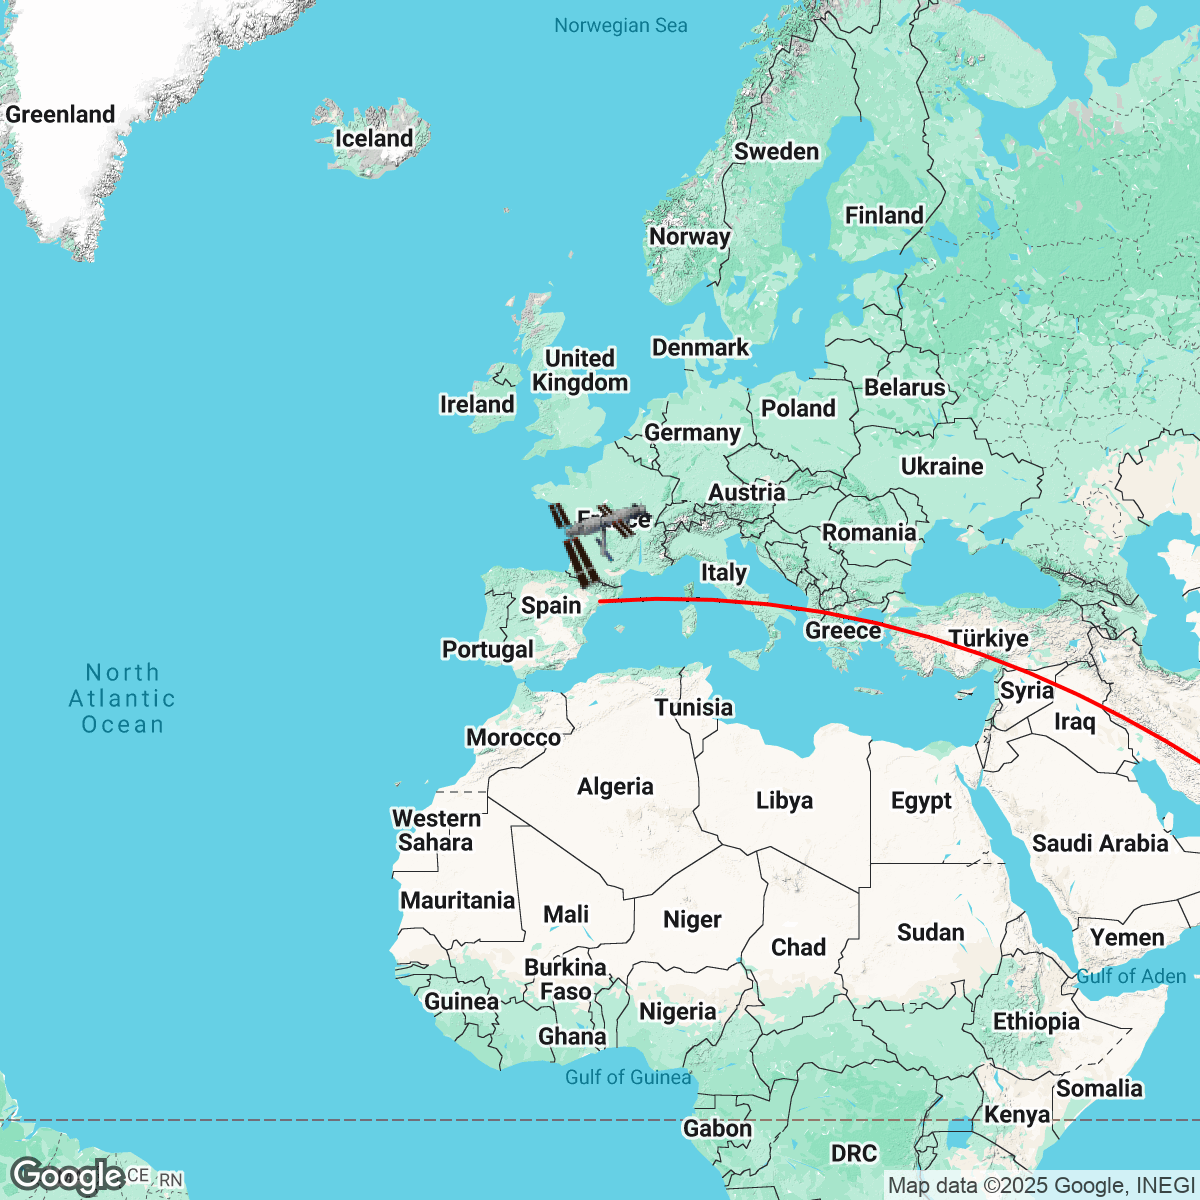 Norwegian Sea
Greenland
Iceland
Sweden
Finland
Norway
Denmark
United
Kingdom
Belarus
Ireland
Poland
Germany
Ukraine
Austria
France
Romania
Italy
Spain
Greece
Türkiye
Portugal
North
Atlantic
Ocean
Syria
Tunisia
Iraq
Morocco
Algeria
Libya
Egypt
Western
Sahara
Saudi Arabia
Mauritania
Mali
Niger
Sudan
Yemen
Chad
Burkina
Faso
Gulf of Aden
Guinea
Nigeria
Ethiopia
Ghana
Gulf of Guinea
Somalia
Kenya
Gabon
DRC
Google
CE
RN
Map data ©2025 Google, INEGI